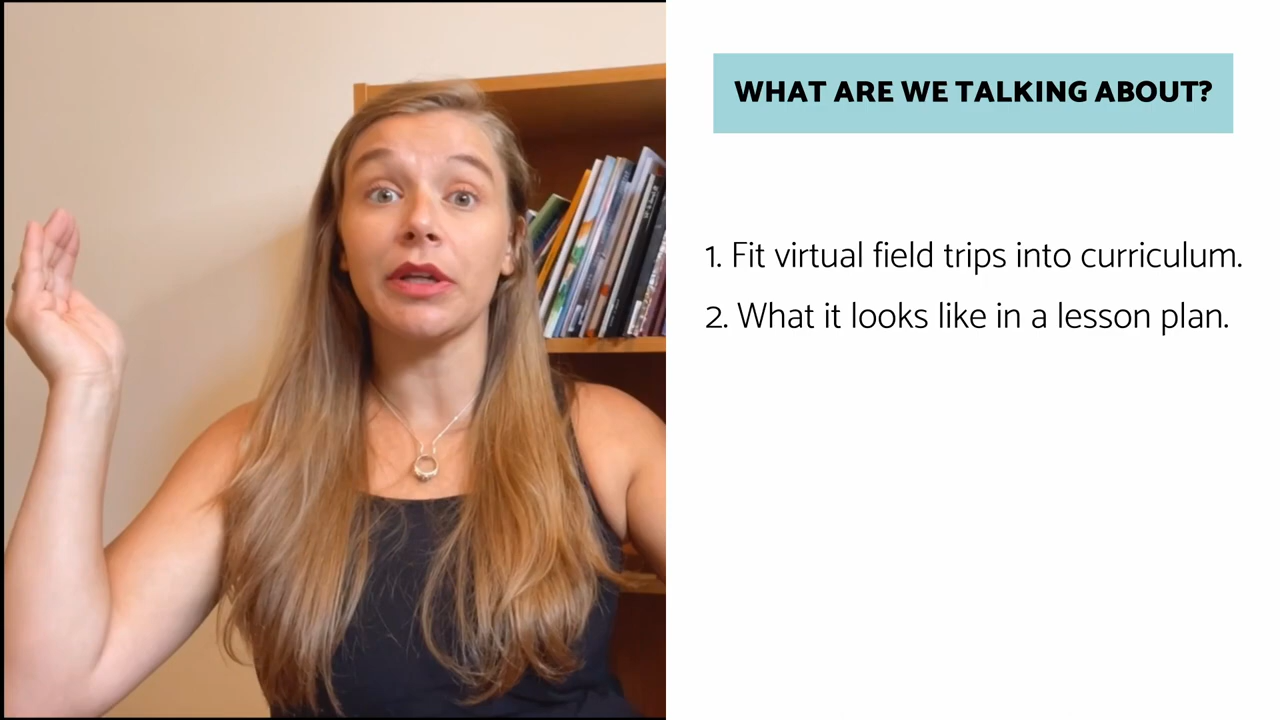 WHAT ARE WE TALKING ABOUT?
1. Fit virtual field trips into curriculum.
2. What it looks like in a lesson plan.